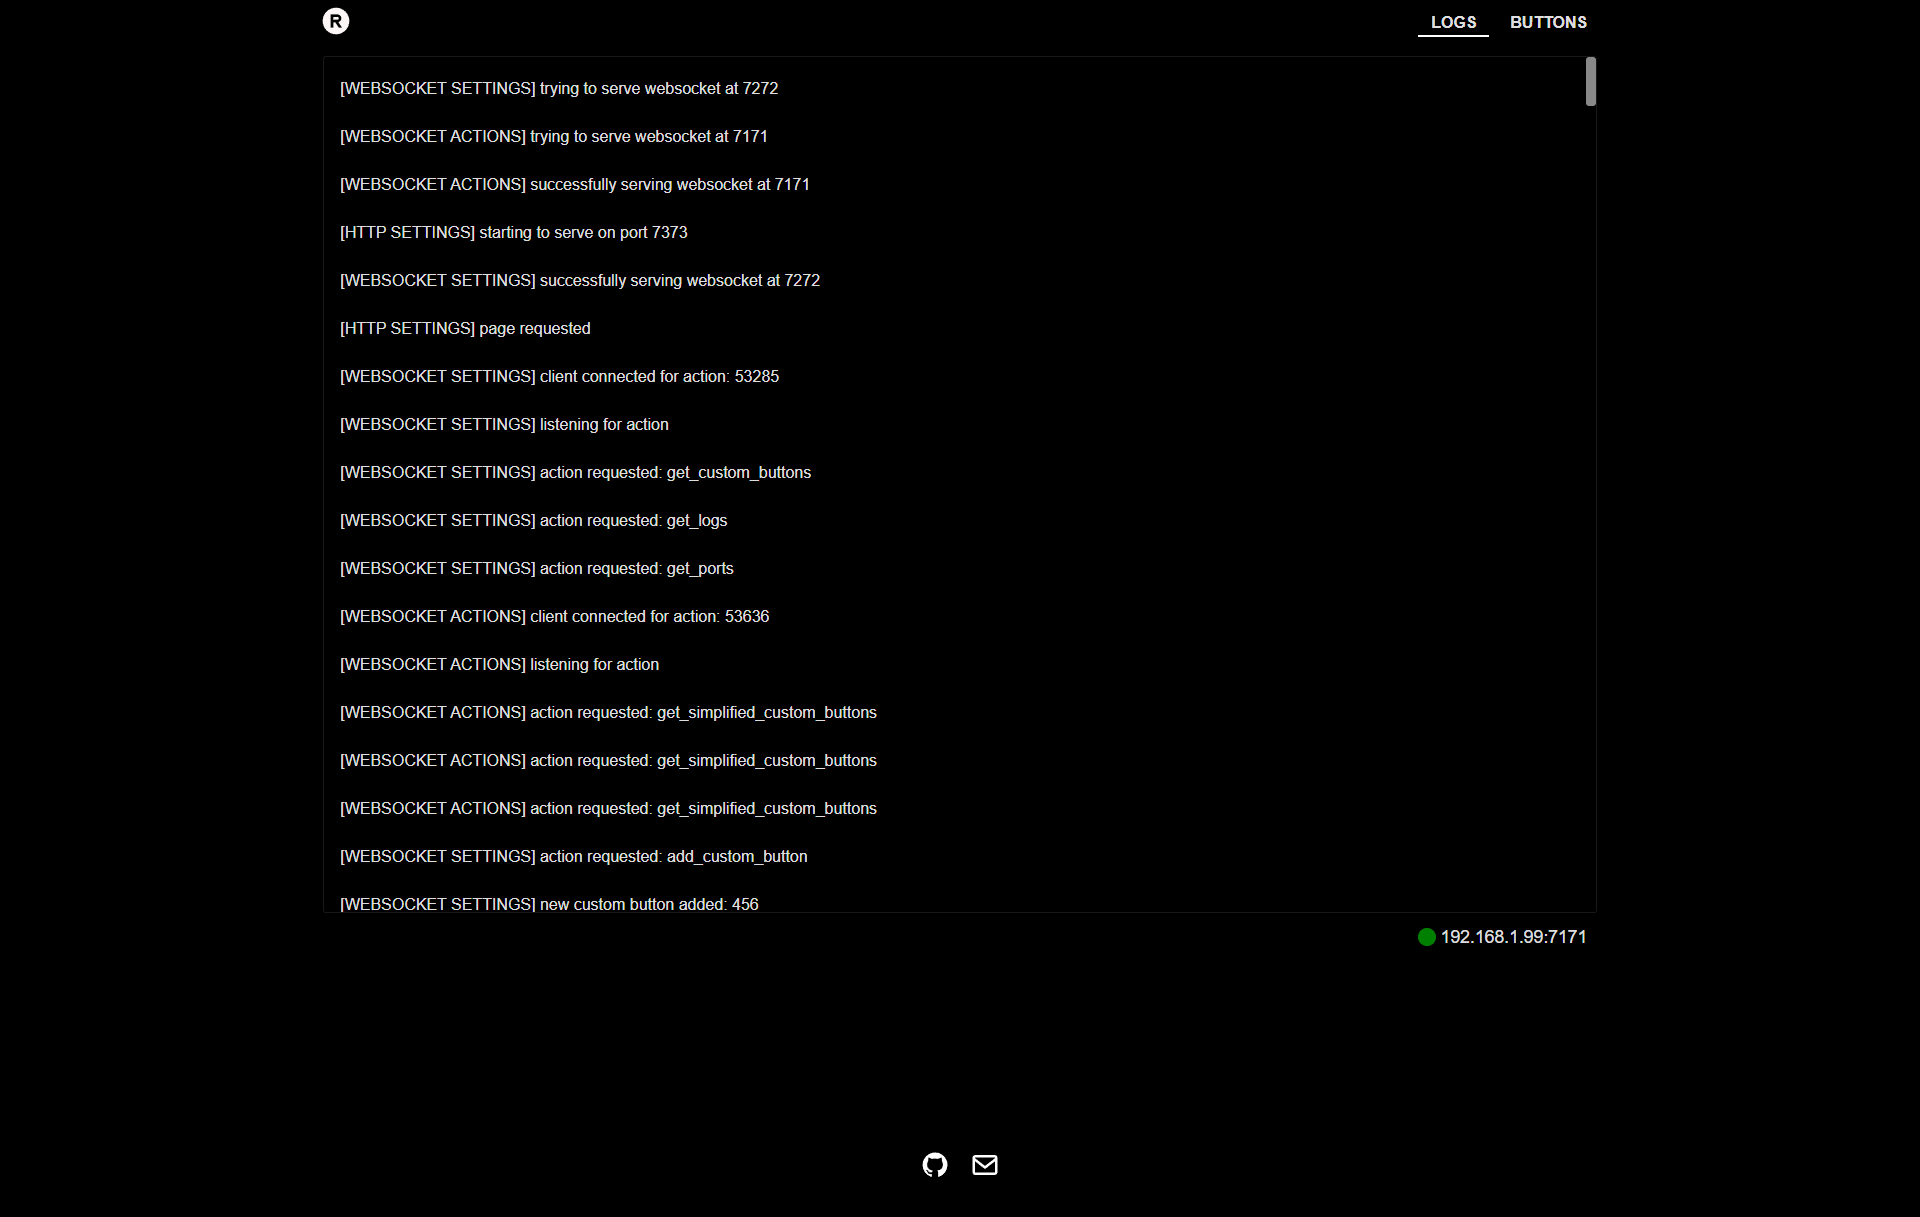 R
LOGS BUTTONS
[WEBSOCKET SETTINGS] trying to serve websocket at 7272
[WEBSOCKET ACTIONS] trying to serve websocket at 7171
[WEBSOCKET ACTIONS] successfully serving websocket at 7171
[HTTP SETTINGS] starting to serve on port 7373
[WEBSOCKET SETTINGS] successfully serving websocket at 7272
[HTTP SETTINGS] page requested
[WEBSOCKET SETTINGS] client connected for action: 53285
[WEBSOCKET SETTINGS] listening for action
[WEBSOCKET SETTINGS] action requested: get_custom_buttons
[WEBSOCKET SETTINGS] action requested: get_logs
[WEBSOCKET SETTINGS] action requested: get_ports
[WEBSOCKET ACTIONS] client connected for action: 53636
[WEBSOCKET ACTIONS] listening for action
[WEBSOCKET ACTIONS] action requested: get_simplified_custom_buttons
[WEBSOCKET ACTIONS] action requested: get_simplified_custom_buttons
[WEBSOCKET ACTIONS] action requested: get_simplified_custom_buttons
[WEBSOCKET SETTINGS] action requested: add_custom_button
[WEBSOCKET SETTINGS] new custom button added: 456
192.168.1.99:7171